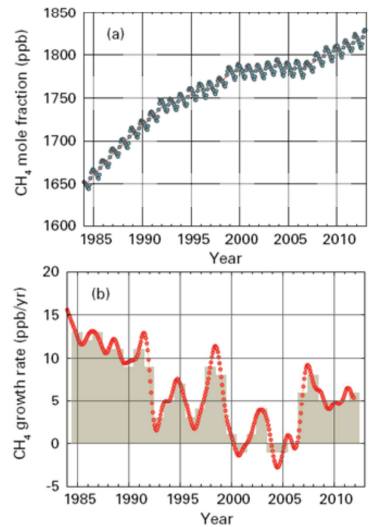 1850
(a)
1800
1750
1700
1650
1600
CH₄ mole fraction (ppb)
1985 1990 1995 2000 2005 2010
Year
20
(b)
15
10
5
0
-5
CH₄ growth rate (ppb/yr)
1985 1990 1995 2000 2005 2010
Year